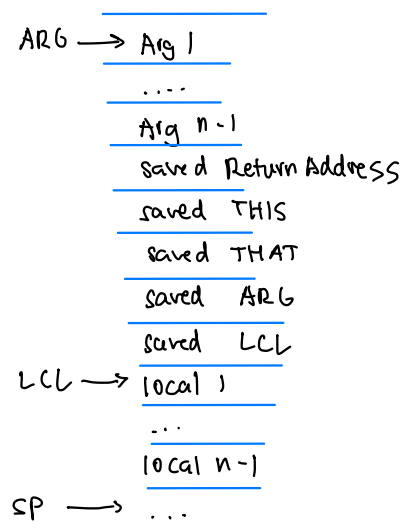 ARG → Arg 1
....
Arg n-1
saved Return Address
saved THIS
saved THAT
saved ARG
saved LCL
LCL → local 1
...
local n-1
SP → ...